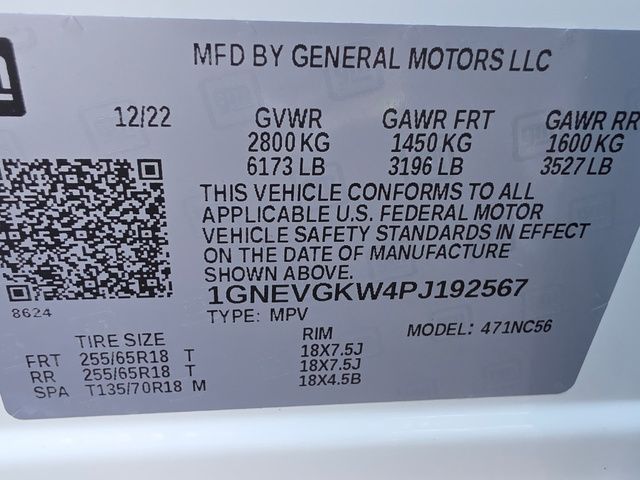 MFD BY GENERAL MOTORS LLC
12/22 GVWR GAWR FRT GAWR RR
2800 KG 1450 KG 1600 KG
6173 LB 3196 LB 3527 LB
THIS VEHICLE CONFORMS TO ALL
APPLICABLE U.S. FEDERAL MOTOR
VEHICLE SAFETY STANDARDS IN EFFECT
ON THE DATE OF MANUFACTURE
SHOWN ABOVE.
1GNEVGKW4PJ192567
8624
TYPE: MPV MODEL: 471NC56
TIRE SIZE RIM
FRT 255/65R18 T 18X7.5J
RR 255/65R18 T 18X7.5J
SPA T135/70R18 M 18X4.5B